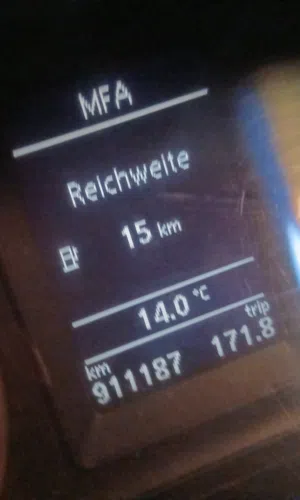 MFA
Reichweite
15 km
14.0 °C
km trip
911187 171.8